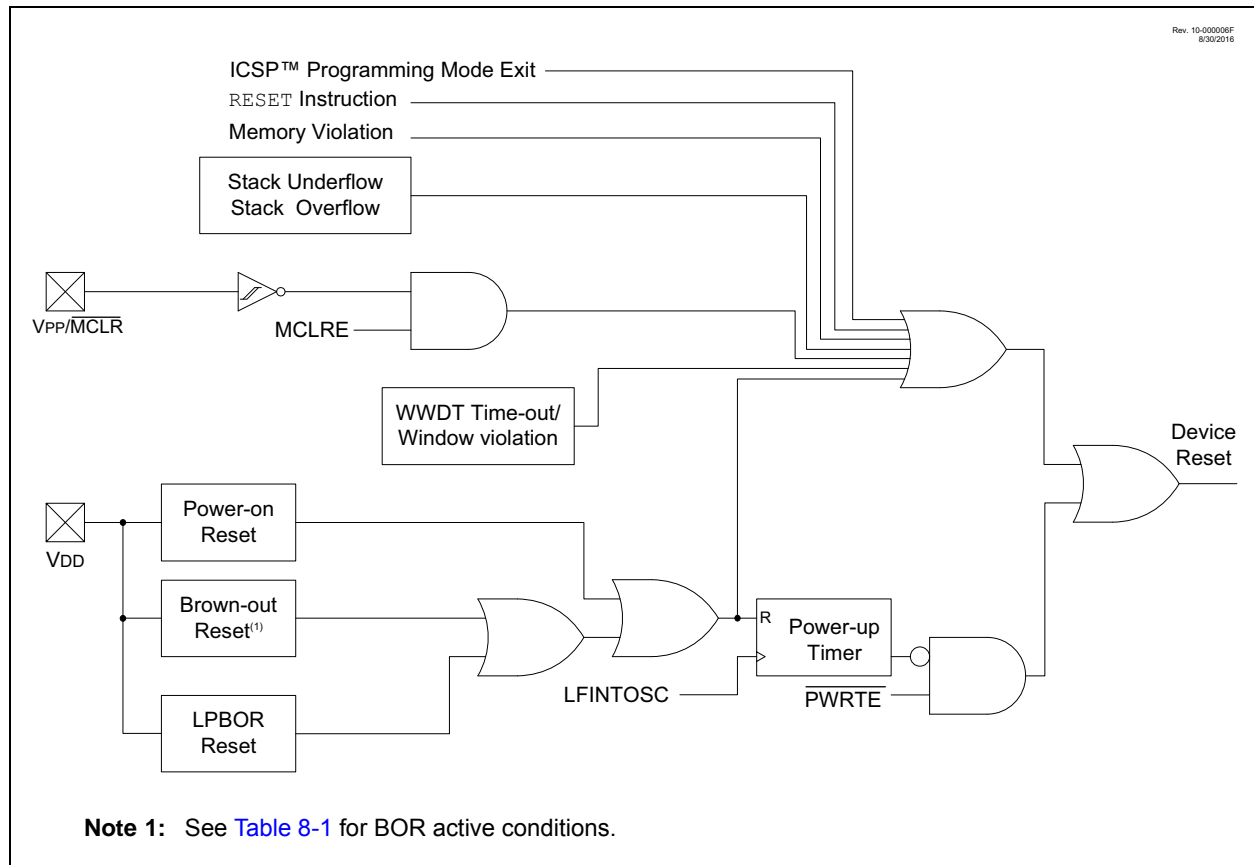 Rev. 10-000006F
8/30/2016
ICSP™ Programming Mode Exit
RESET Instruction
Memory Violation
Stack Underflow
Stack Overflow
VPP/MCLR
MCLRE
WWDT Time-out/
Window violation
Device
Reset
Power-on
Reset
VDD
Brown-out
Reset(1)
R
Power-up
Timer
LFINTOSC
PWRTE
LPBOR
Reset
Note 1: See Table 8-1 for BOR active conditions.